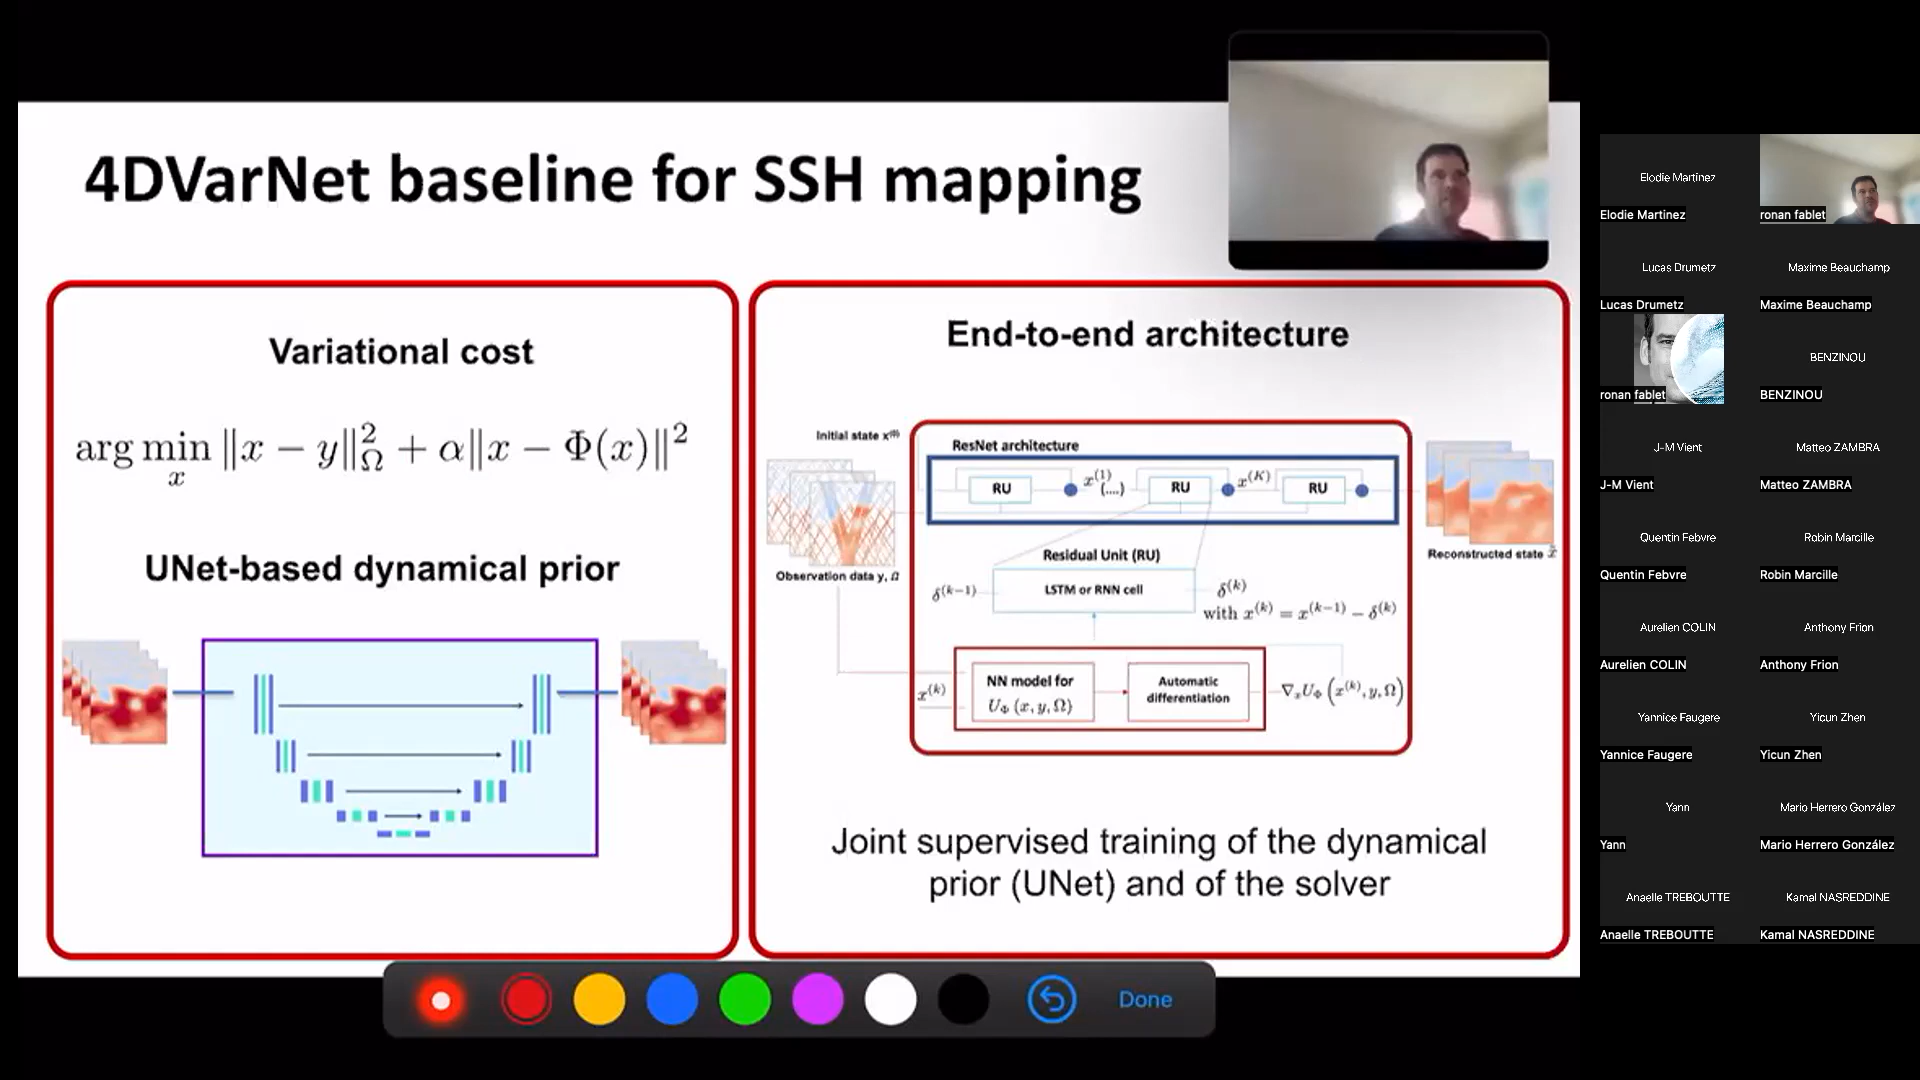 4DVarNet baseline for SSH mapping
Variational cost
arg min_x ‖x − y‖²_Ω + α‖x − Φ(x)‖²
UNet-based dynamical prior
End-to-end architecture
Initial state x⁽⁰⁾
ResNet architecture
RU
x⁽¹⁾
(....)
RU
x⁽ᴷ⁾
RU
Observation data y, Ω
Reconstructed state x̃
Residual Unit (RU)
δ⁽ᵏ⁻¹⁾
LSTM or RNN cell
δ⁽ᵏ⁾
with x⁽ᵏ⁾ = x⁽ᵏ⁻¹⁾ − δ⁽ᵏ⁾
x⁽ᵏ⁾
NN model for
U_Φ (x, y, Ω)
Automatic
differentiation
∇ₓU_Φ (x⁽ᵏ⁾, y, Ω)
Joint supervised training of the dynamical
prior (UNet) and of the solver
Done
Elodie Martinez
Elodie Martinez
ronan fablet
Lucas Drumetz
Maxime Beauchamp
Lucas Drumetz
Maxime Beauchamp
BENZINOU
ronan fablet
BENZINOU
J-M Vient
Matteo ZAMBRA
J-M Vient
Matteo ZAMBRA
Quentin Febvre
Robin Marcille
Quentin Febvre
Robin Marcille
Aurelien COLIN
Anthony Frion
Aurelien COLIN
Anthony Frion
Yannice Faugere
Yicun Zhen
Yannice Faugere
Yicun Zhen
Yann
Mario Herrero González
Yann
Mario Herrero González
Anaelle TREBOUTTE
Kamal NASREDDINE
Anaelle TREBOUTTE
Kamal NASREDDINE